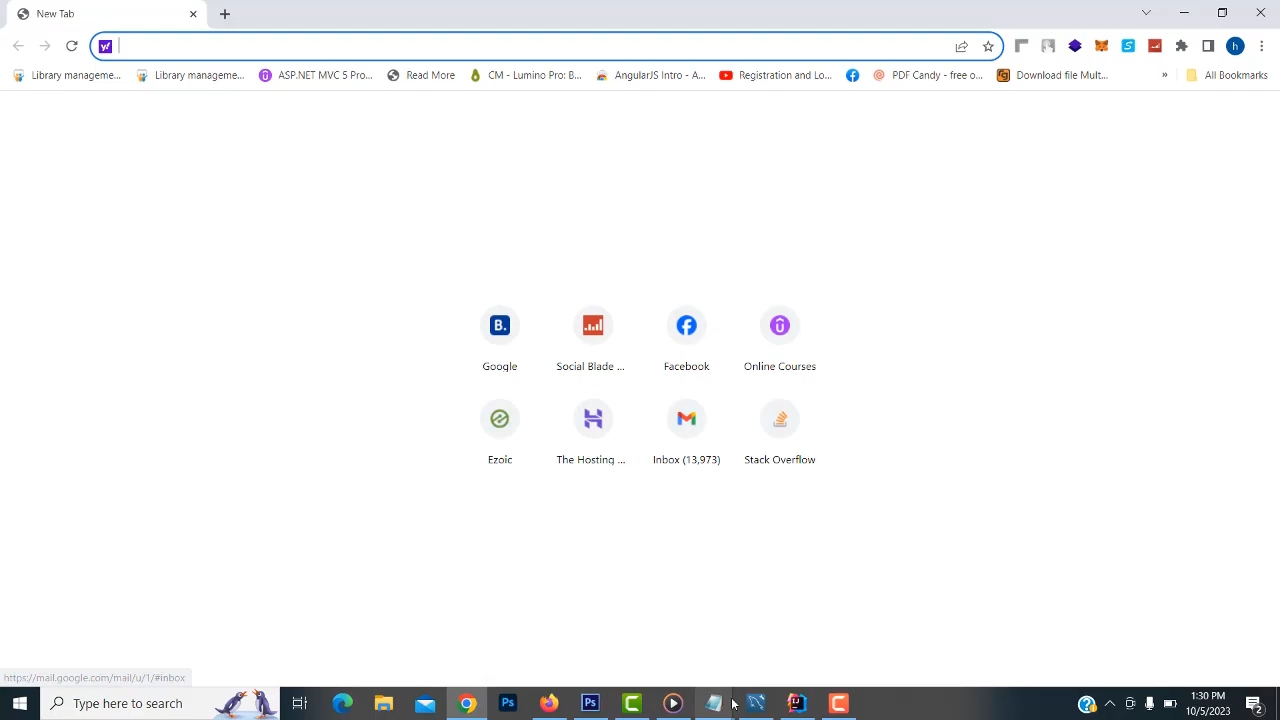 New Tab
Library manageme...
Library manageme...
ASP.NET MVC 5 Pro...
Read More
CM - Lumino Pro: B...
AngularJS Intro - A...
Registration and Lo...
PDF Candy - free o...
Download file Mult...
»
All Bookmarks
B.
Google
Social Blade ...
Facebook
Online Courses
Ezoic
The Hosting ...
Inbox (13,973)
Stack Overflow
https://mail.google.com/mail/u/1/#inbox
Type here to search
Ps
Ps
1:30 PM
10/5/2023
2